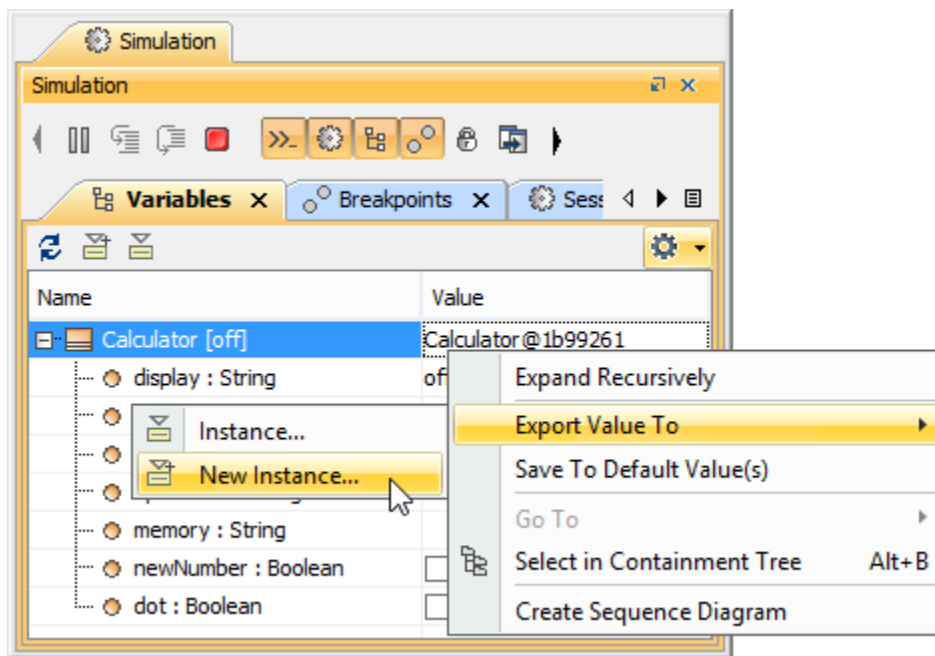 Simulation
Simulation
Variables
Breakpoints
Name
Value
Calculator [off]
Calculator@1b99261
display : String
of
Expand Recursively
Export Value To
Instance...
New Instance...
Save To Default Value(s)
Go To
memory : String
newNumber : Boolean
Select in Containment Tree Alt+B
dot : Boolean
Create Sequence Diagram